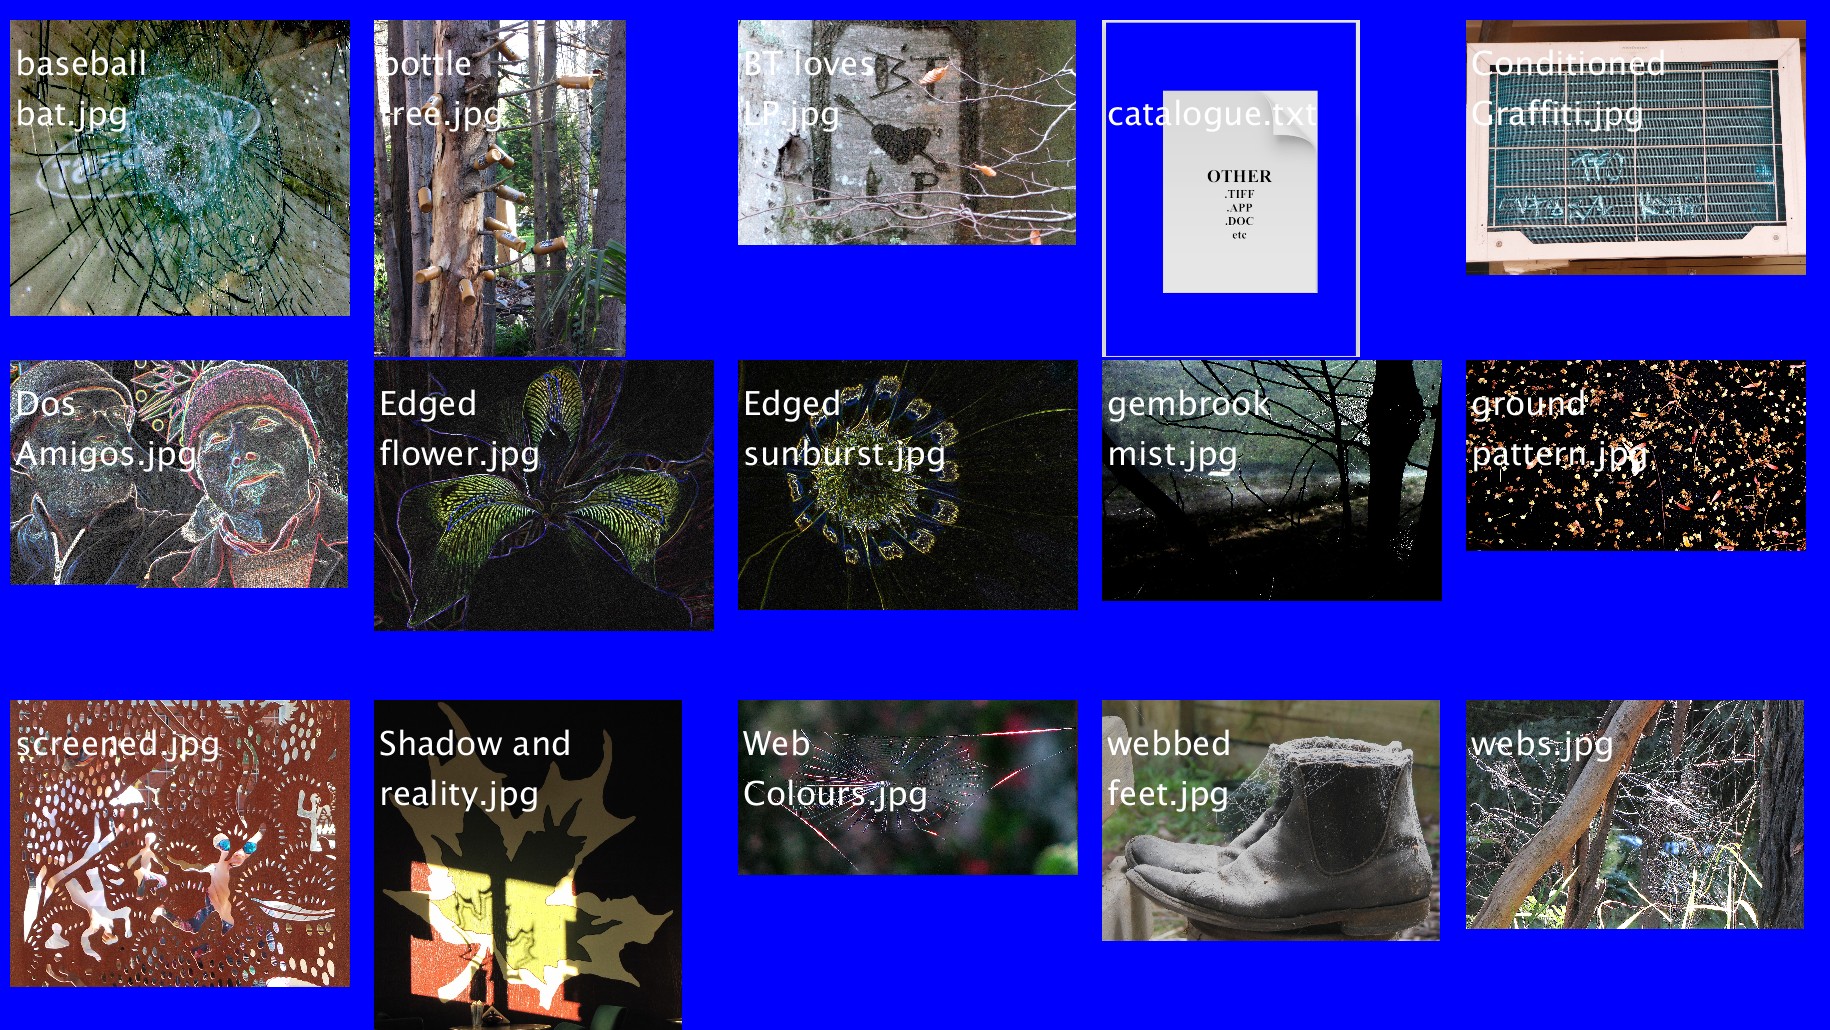 baseball
bat.jpg
bottle
tree.jpg
BT loves
LP.jpg
BT
LP
catalogue.txt
OTHER
.TIFF
.APP
.DOC
etc
Conditioned
Graffiti.jpg
Dos
Amigos.jpg
Edged
flower.jpg
Edged
sunburst.jpg
gembrook
mist.jpg
ground
pattern.jpg
screened.jpg
Shadow and
reality.jpg
Web
Colours.jpg
webbed
feet.jpg
webs.jpg